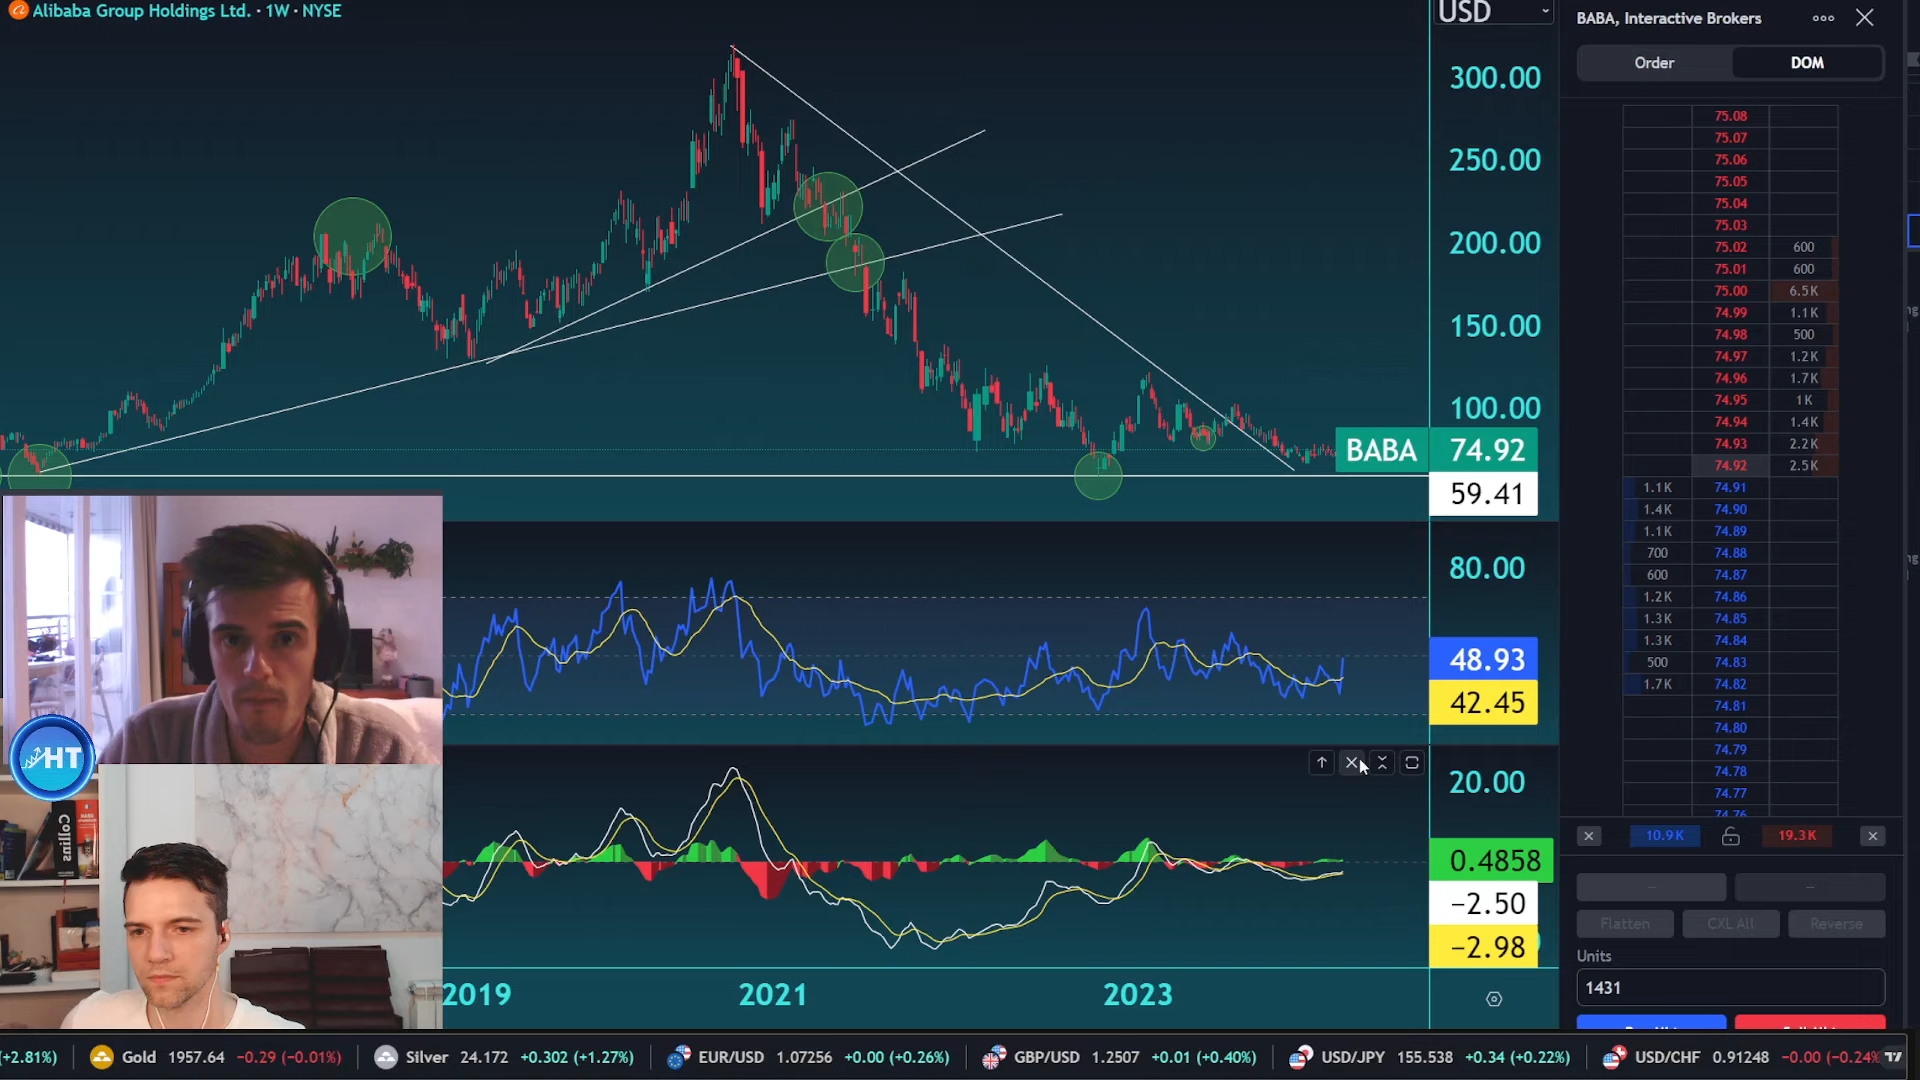 Alibaba Group Holdings Ltd. · 1W · NYSE
USD
300.00
250.00
200.00
150.00
100.00
BABA 74.92
59.41
80.00
48.93
42.45
20.00
0.4858
−2.50
−2.98
2019 2021 2023
HT
Collins
BABA, Interactive Brokers
Order DOM
75.08
75.07
75.06
75.05
75.04
75.03
75.02 600
75.01 600
75.00 6.5K
74.99 1.1K
74.98 500
74.97 1.2K
74.96 1.7K
74.95 1K
74.94 1.4K
74.93 2.2K
74.92 2.5K
1.1K 74.91
1.4K 74.90
1.1K 74.89
700 74.88
600 74.87
1.2K 74.86
1.3K 74.85
1.3K 74.84
500 74.83
1.7K 74.82
74.81
74.80
74.79
74.78
74.77
74.76
10.9K 19.3K
Flatten CXL All Reverse
Units
1431
(+2.81%) Gold 1957.64 −0.29 (−0.01%) Silver 24.172 +0.302 (+1.27%) EUR/USD 1.07256 +0.00 (+0.26%) GBP/USD 1.2507 +0.01 (+0.40%) USD/JPY 155.538 +0.34 (+0.22%) USD/CHF 0.91248 −0.00 (−0.24%